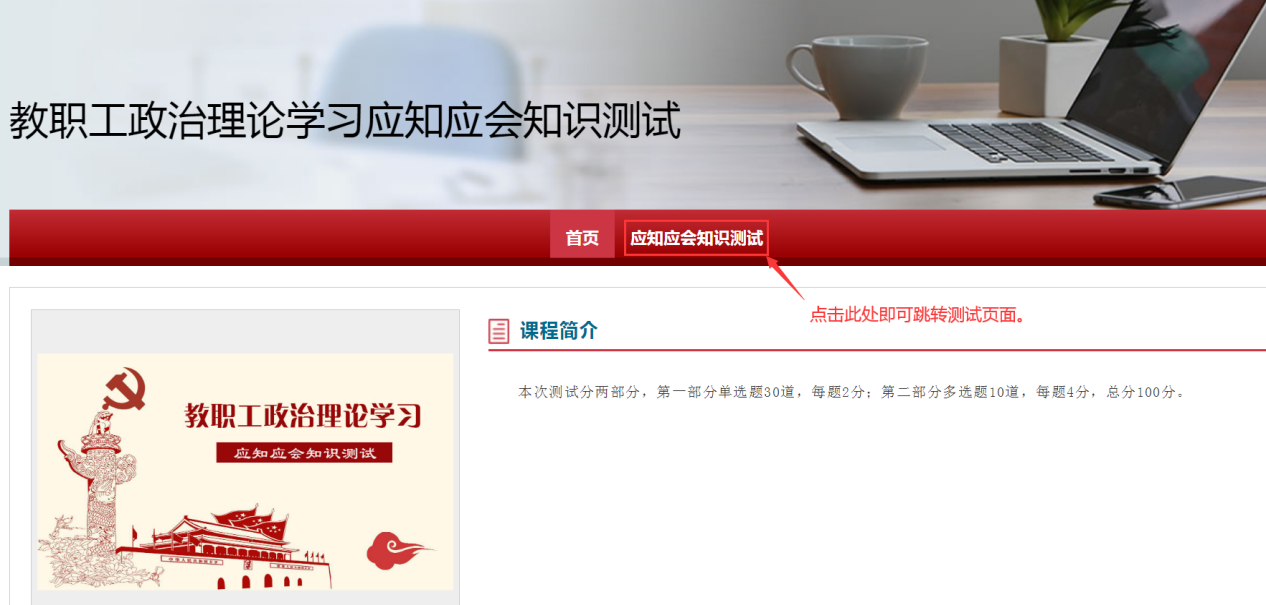 教职工政治理论学习应知应会知识测试
首页 应知应会知识测试
点击此处即可跳转测试页面。
课程简介
本次测试分两部分，第一部分单选题30道，每题2分；第二部分多选题10道，每题4分，总分100分。
教职工政治理论学习
应知应会知识测试